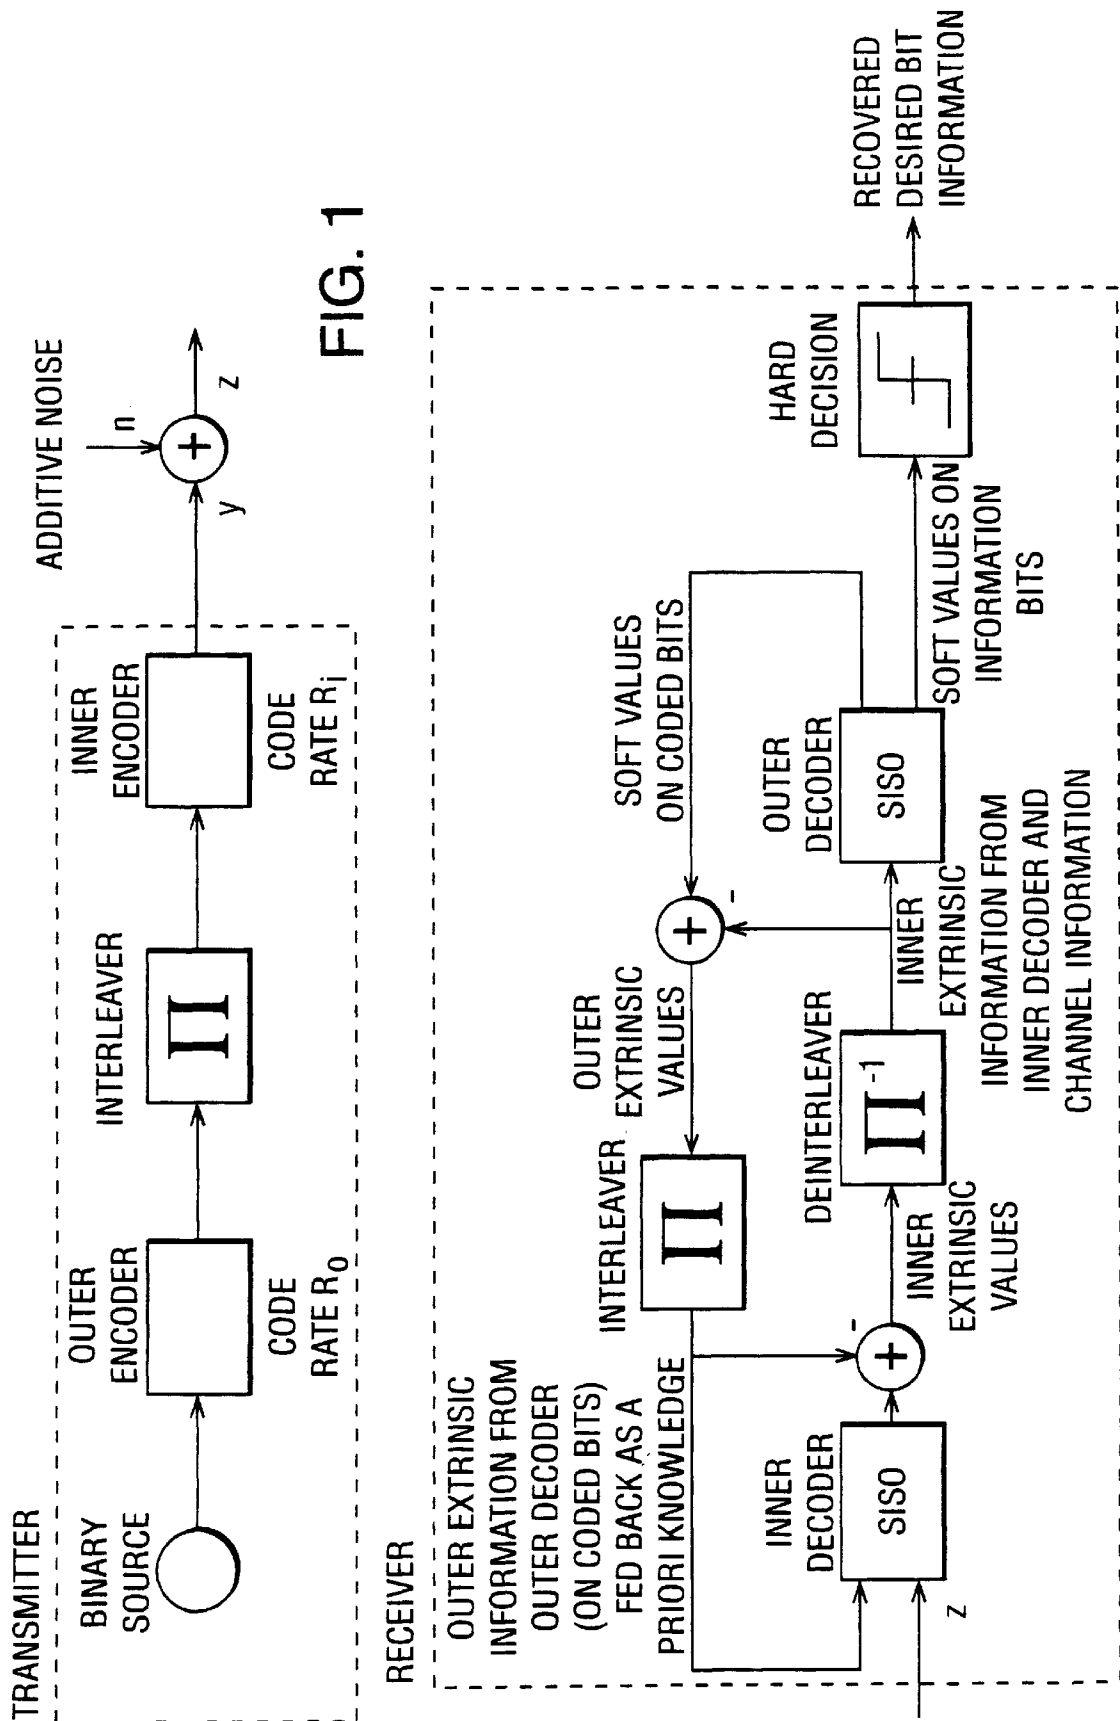 TRANSMITTER
BINARY
SOURCE
OUTER
ENCODER
CODE
RATE R₀
INTERLEAVER
Π
INNER
ENCODER
CODE
RATE Rᵢ
ADDITIVE NOISE
n
y
+
z
FIG. 1
RECEIVER
OUTER EXTRINSIC
INFORMATION FROM
OUTER DECODER
(ON CODED BITS)
FED BACK AS A
PRIORI KNOWLEDGE
z
INNER
DECODER
SISO
+
-
INNER
EXTRINSIC
VALUES
INTERLEAVER
Π
DEINTERLEAVER
Π⁻¹
OUTER
EXTRINSIC
VALUES
+
-
INNER
EXTRINSIC
INFORMATION FROM
INNER DECODER AND
CHANNEL INFORMATION
SOFT VALUES
ON CODED BITS
OUTER
DECODER
SISO
SOFT VALUES ON
INFORMATION
BITS
HARD
DECISION
RECOVERED
DESIRED BIT
INFORMATION